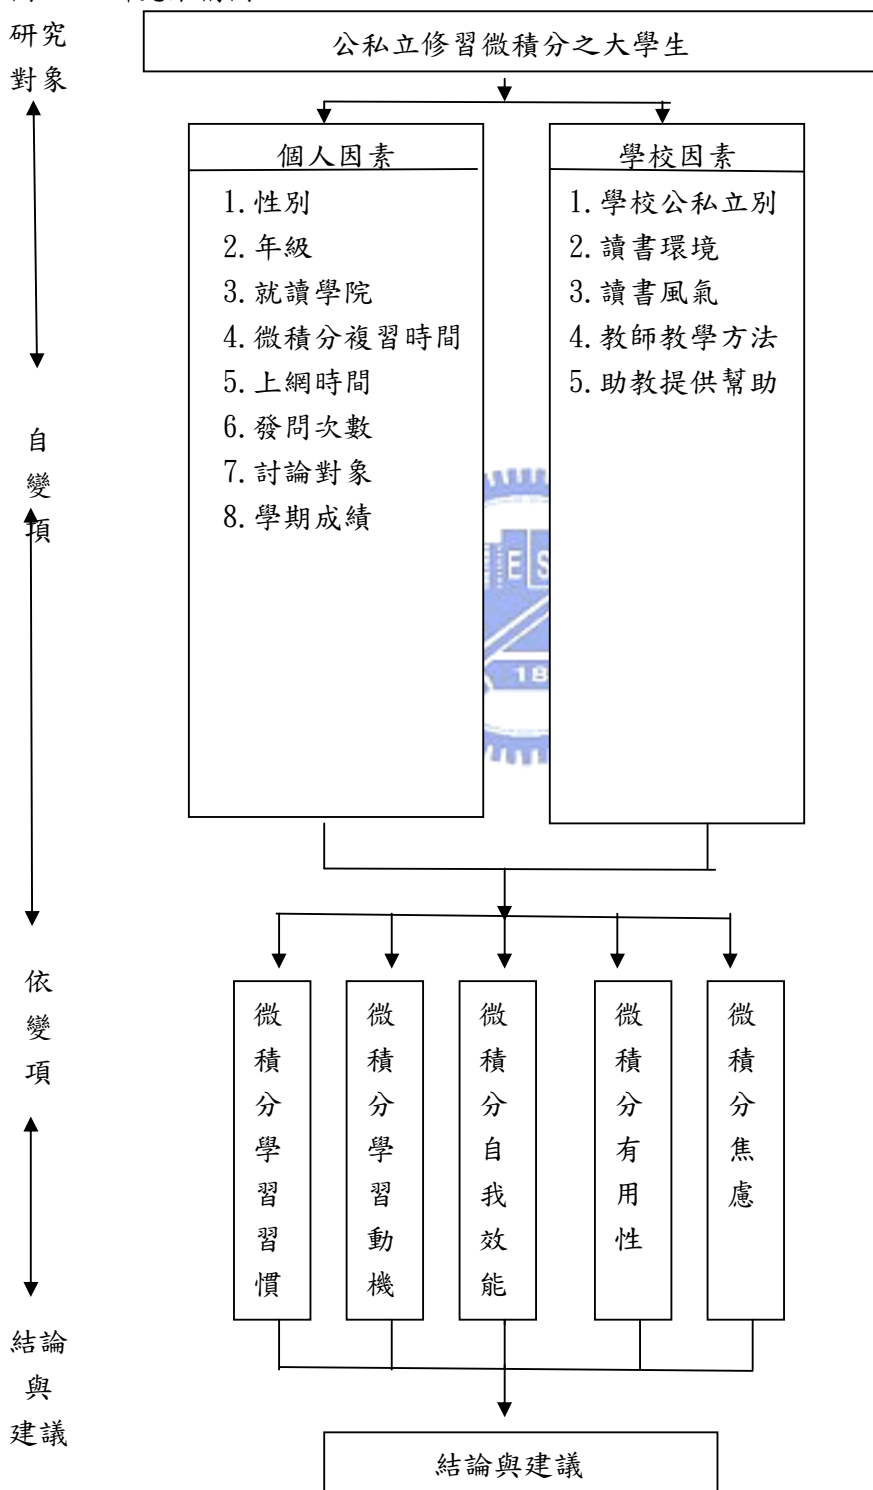 研究
對象
公私立修習微積分之大學生
個人因素
1.性別
2.年級
3.就讀學院
4.微積分複習時間
5.上網時間
6.發問次數
7.討論對象
8.學期成績
學校因素
1.學校公私立別
2.讀書環境
3.讀書風氣
4.教師教學方法
5.助教提供幫助
自
變
項
E S
18
依
變
項
微
積
分
學
習
習
慣
微
積
分
學
習
動
機
微
積
分
自
我
效
能
微
積
分
有
用
性
微
積
分
焦
慮
結論
與
建議
結論與建議